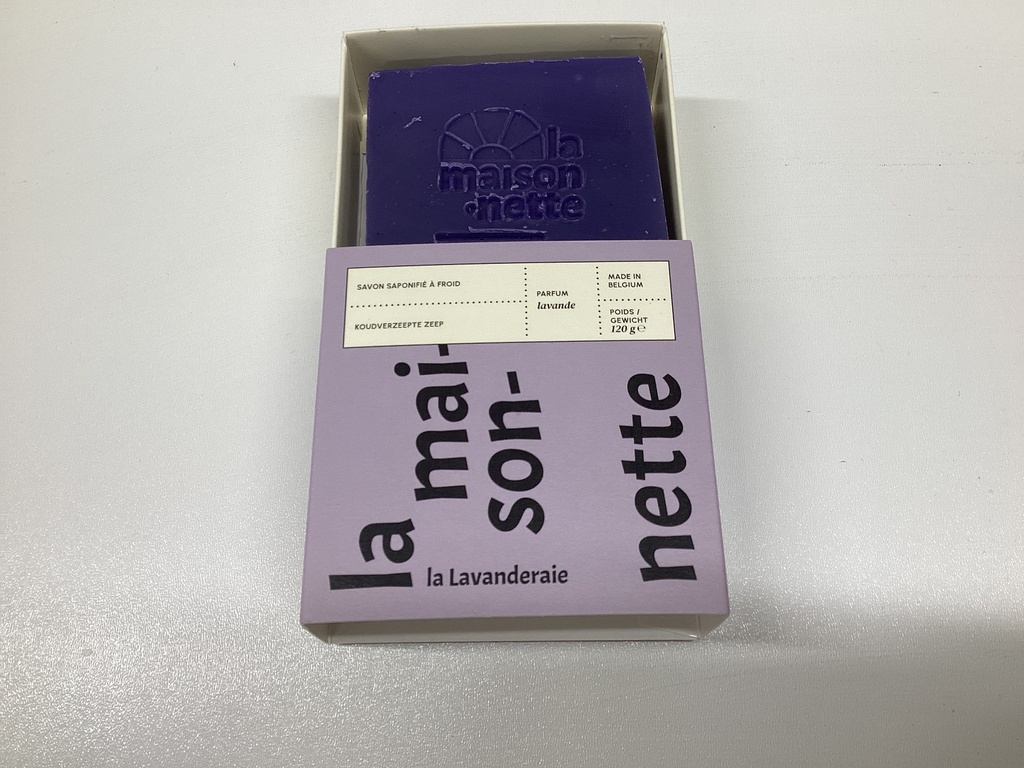 la
maison
nette
SAVON SAPONIFIÉ À FROID
KOUDVERZEEPTE ZEEP
PARFUM
lavande
MADE IN
BELGIUM
POIDS /
GEWICHT
120 g ℮
la
mai-
son-
nette
la Lavanderaie